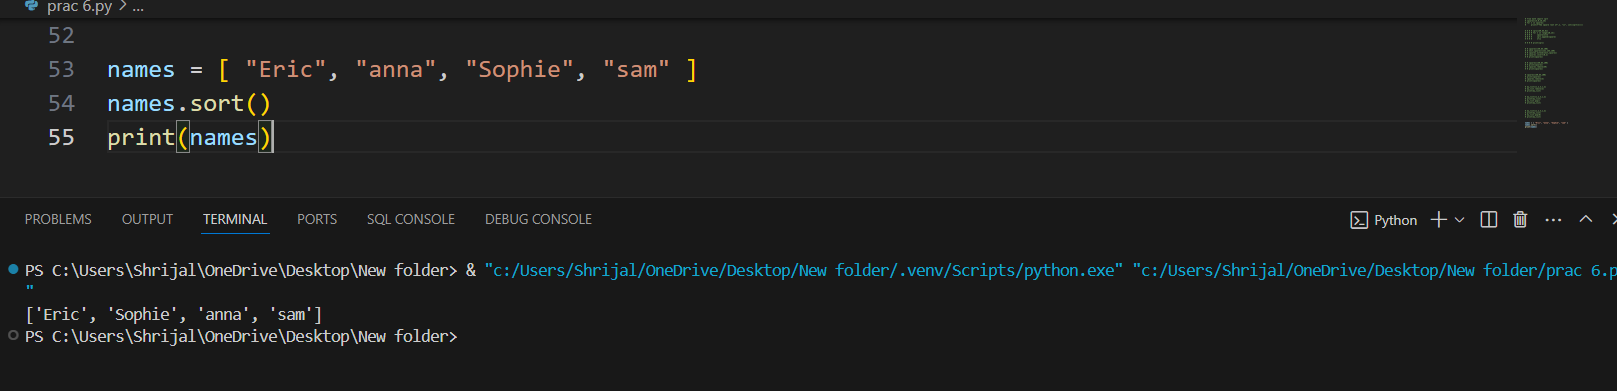 prac 6.py > ...
52
53 names = [ "Eric", "anna", "Sophie", "sam" ]
54 names.sort()
55 print(names)
PROBLEMS OUTPUT TERMINAL PORTS SQL CONSOLE DEBUG CONSOLE Python
PS C:\Users\Shrijal\OneDrive\Desktop\New folder> & "c:/Users/Shrijal/OneDrive/Desktop/New folder/.venv/Scripts/python.exe" "c:/Users/Shrijal/OneDrive/Desktop/New folder/prac 6.p
"
['Eric', 'Sophie', 'anna', 'sam']
PS C:\Users\Shrijal\OneDrive\Desktop\New folder>